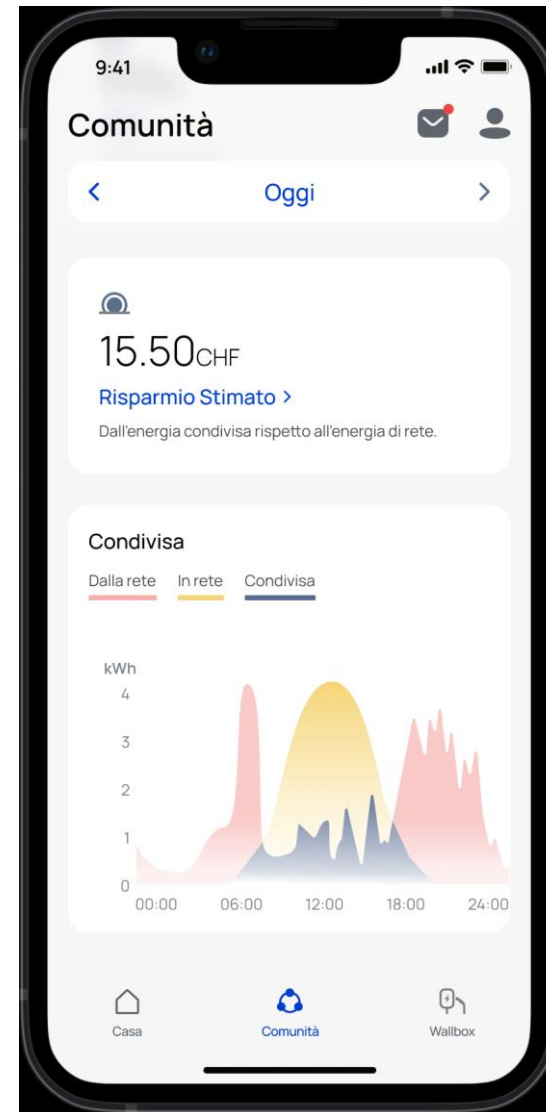 9:41
Comunità
Oggi
15.50CHF
Risparmio Stimato >
Dall'energia condivisa rispetto all'energia di rete.
Condivisa
Dalla rete In rete Condivisa
kWh
4
3
2
1
0
00:00 06:00 12:00 18:00 24:00
Casa Comunità Wallbox